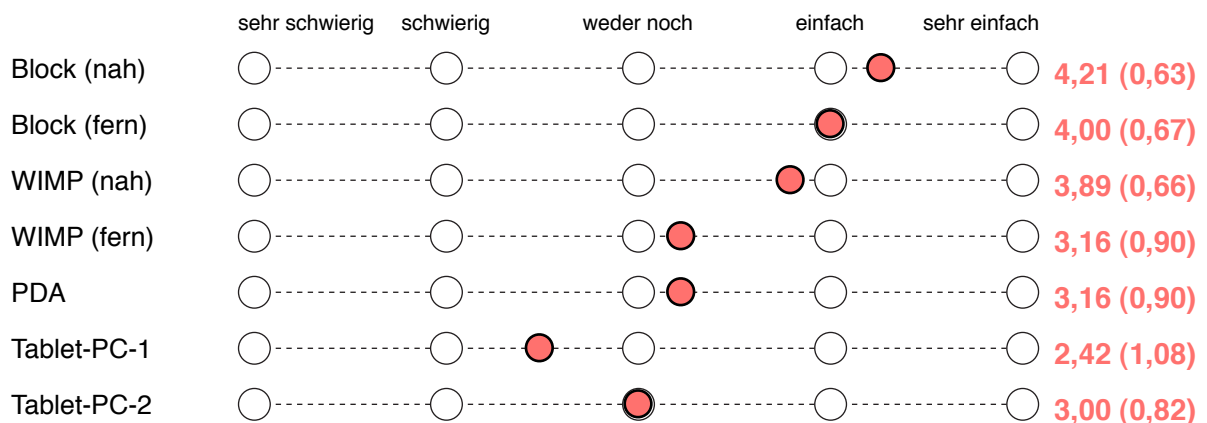 sehr schwierig schwierig weder noch einfach sehr einfach
Block (nah) 4,21 (0,63)
Block (fern) 4,00 (0,67)
WIMP (nah) 3,89 (0,66)
WIMP (fern) 3,16 (0,90)
PDA 3,16 (0,90)
Tablet-PC-1 2,42 (1,08)
Tablet-PC-2 3,00 (0,82)